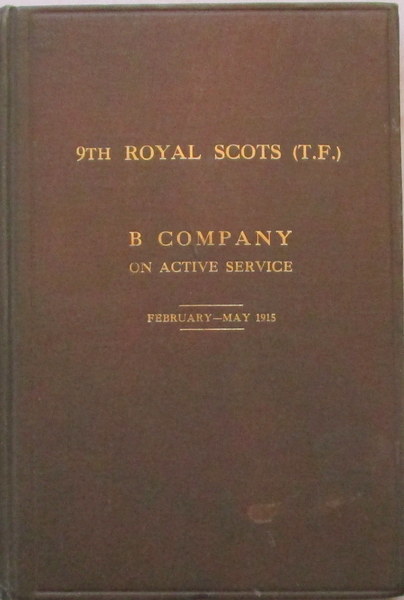 9TH ROYAL SCOTS (T.F.)
B COMPANY
ON ACTIVE SERVICE
FEBRUARY—MAY 1915